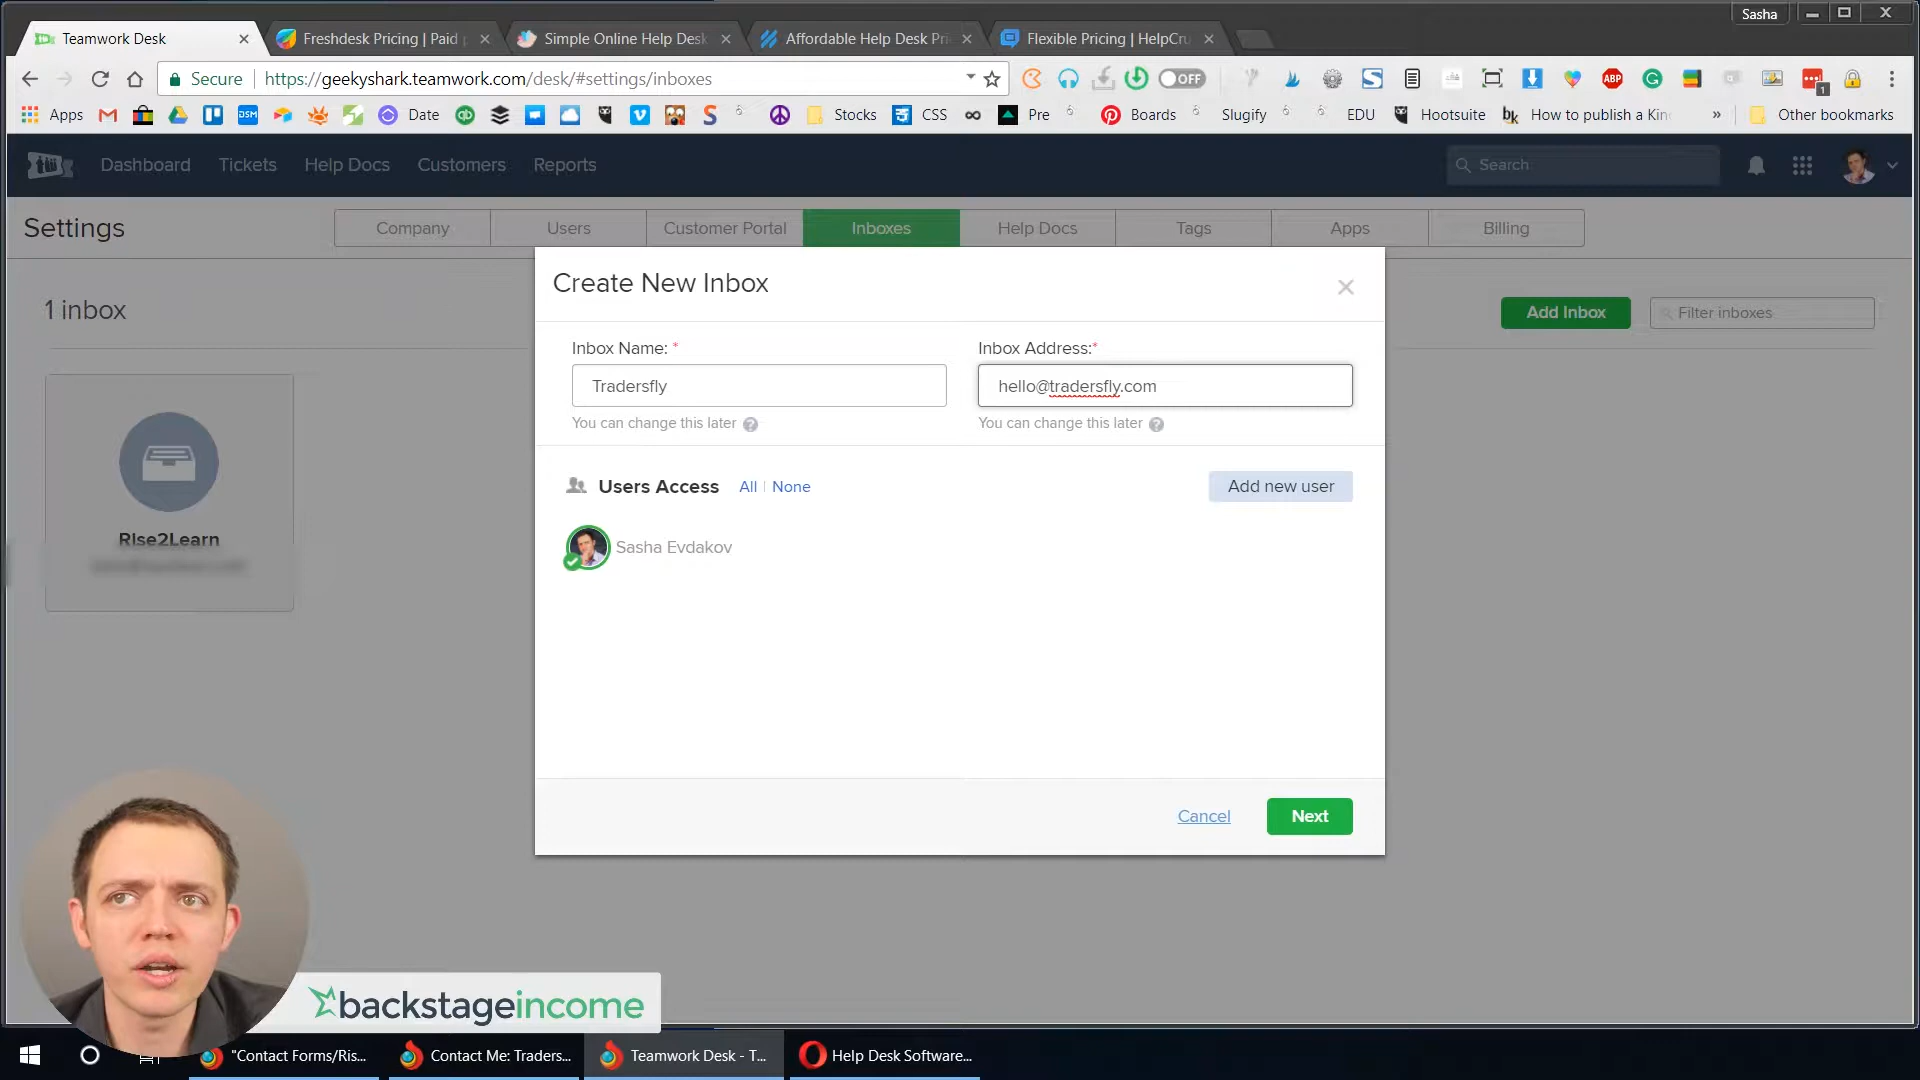 Sasha
Teamwork Desk
Freshdesk Pricing | Paid
Simple Online Help Desk
Affordable Help Desk Pri
Flexible Pricing | HelpCru
Secure
https://geekyshark.teamwork.com/desk/#settings/inboxes
OFF
ABP
1
Apps
DSM
Date
Stocks
CSS
Pre
Boards
Slugify
EDU
Hootsuite
How to publish a Kin
»
Other bookmarks
Dashboard
Tickets
Help Docs
Customers
Reports
Search
Settings
Company
Users
Customer Portal
Inboxes
Help Docs
Tags
Apps
Billing
1 inbox
Add Inbox
Filter inboxes
Rise2Learn
Create New Inbox
Inbox Name: *
Inbox Address:*
Tradersfly
hello@tradersfly.com
You can change this later
You can change this later
Users Access
All | None
Add new user
Sasha Evdakov
Cancel
Next
backstageincome
"Contact Forms/Ris...
Contact Me: Traders...
Teamwork Desk - T...
Help Desk Software...